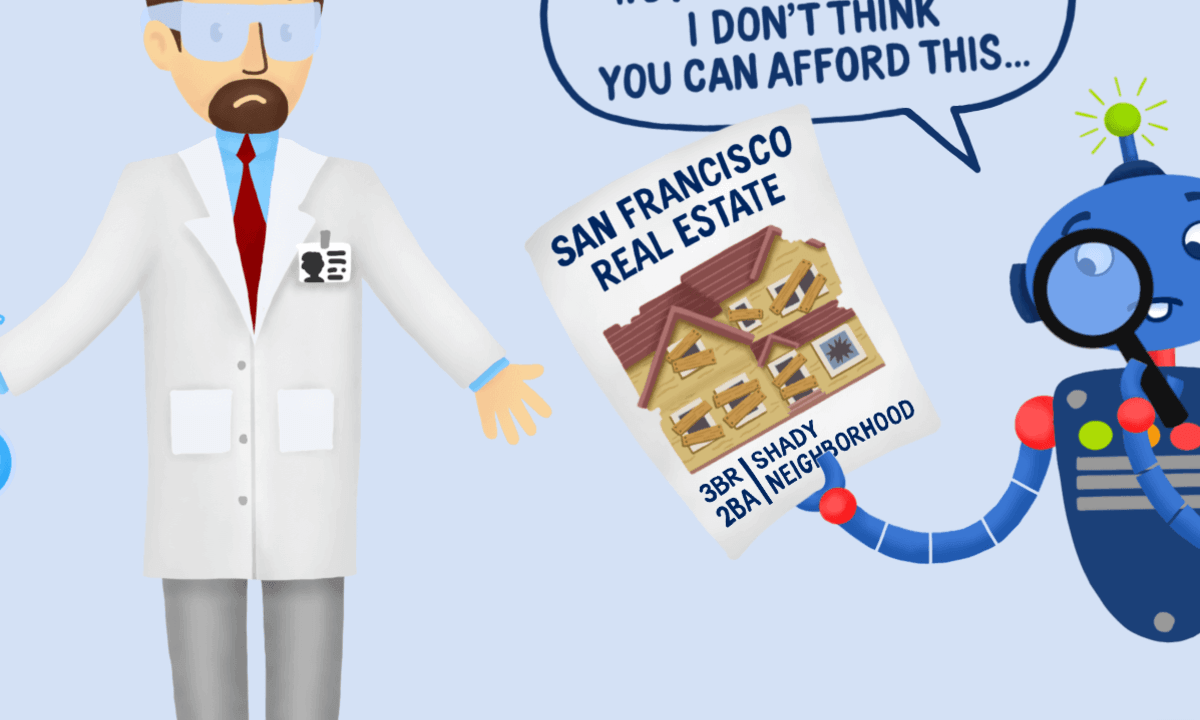 I DON'T THINK
YOU CAN AFFORD THIS...
SAN FRANCISCO
REAL ESTATE
3BR
2BA
SHADY
NEIGHBORHOOD